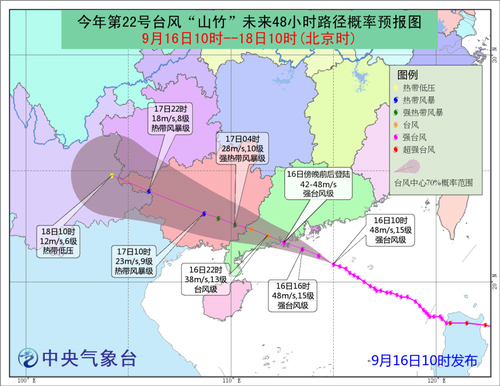 今年第22号台风“山竹”未来48小时路径概率预报图
9月16日10时--18日10时(北京时)
图例
热带低压
热带风暴
强热带风暴
台风
强台风
超强台风
台风中心70%概率范围
17日22时
18m/s,8级
热带风暴级
17日04时
28m/s,10级
强热带风暴级
16日傍晚前后登陆
42-48m/s
强台风级
16日10时
48m/s,15级
强台风级
18日10时
12m/s,6级
热带低压
17日10时
23m/s,9级
热带风暴级
16日22时
38m/s,13级
台风级
16日16时
48m/s,15级
强台风级
20°N
中央气象台
9月16日10时发布
100°E
110°E
120°E